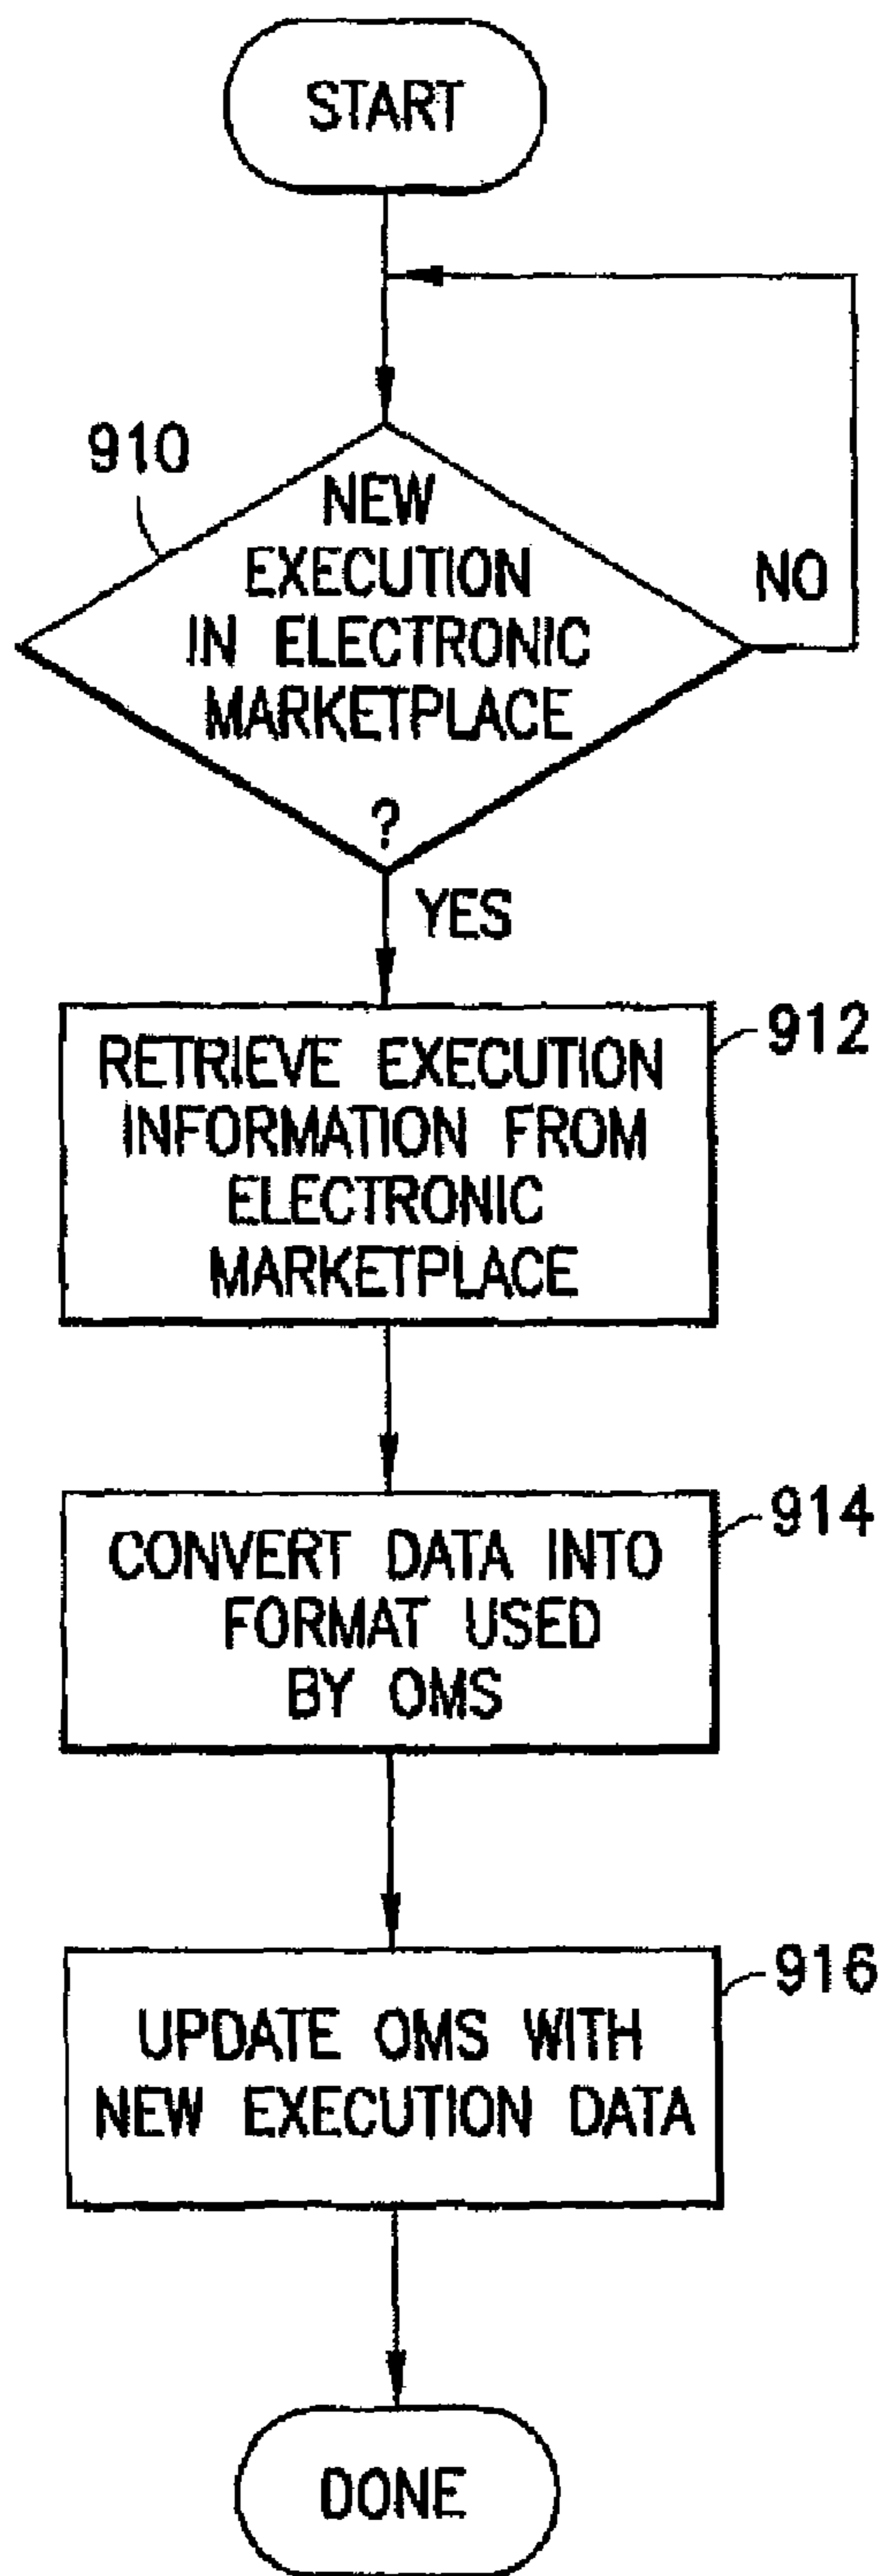 START
910
NEW
EXECUTION
IN ELECTRONIC
MARKETPLACE
?
NO
YES
912
RETRIEVE EXECUTION
INFORMATION FROM
ELECTRONIC
MARKETPLACE
914
CONVERT DATA INTO
FORMAT USED
BY OMS
916
UPDATE OMS WITH
NEW EXECUTION DATA
DONE